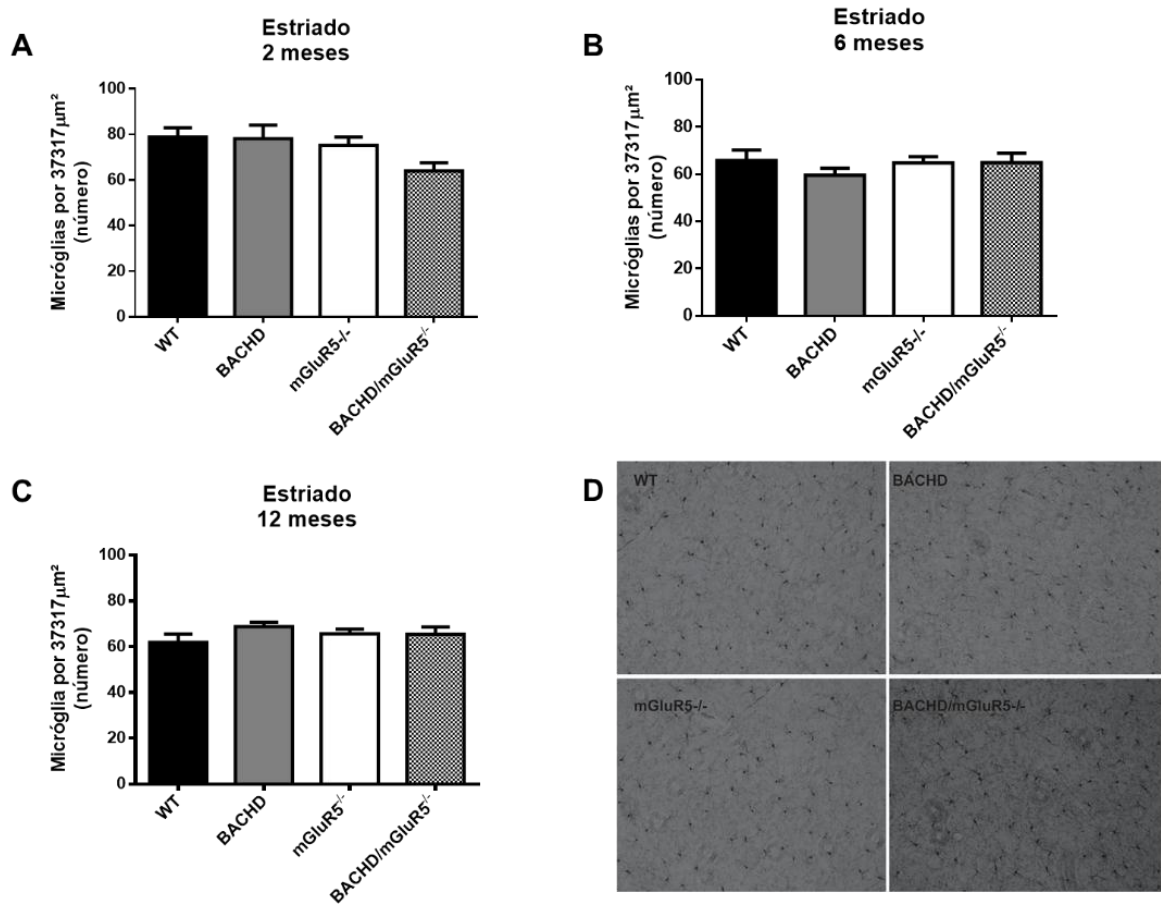 A
Estriado
2 meses
Micróglias por 37317µm²
(número)
100
80
60
40
20
0
WT
BACHD
mGluR5-/-
BACHD/mGluR5-/-
B
Estriado
6 meses
Micróglias por 37317µm²
(número)
100
80
60
40
20
0
WT
BACHD
mGluR5-/-
BACHD/mGluR5-/-
C
Estriado
12 meses
Micróglia por 37317µm²
(número)
100
80
60
40
20
0
WT
BACHD
mGluR5-/-
BACHD/mGluR5-/-
D
WT
BACHD
mGluR5-/-
BACHD/mGluR5-/-